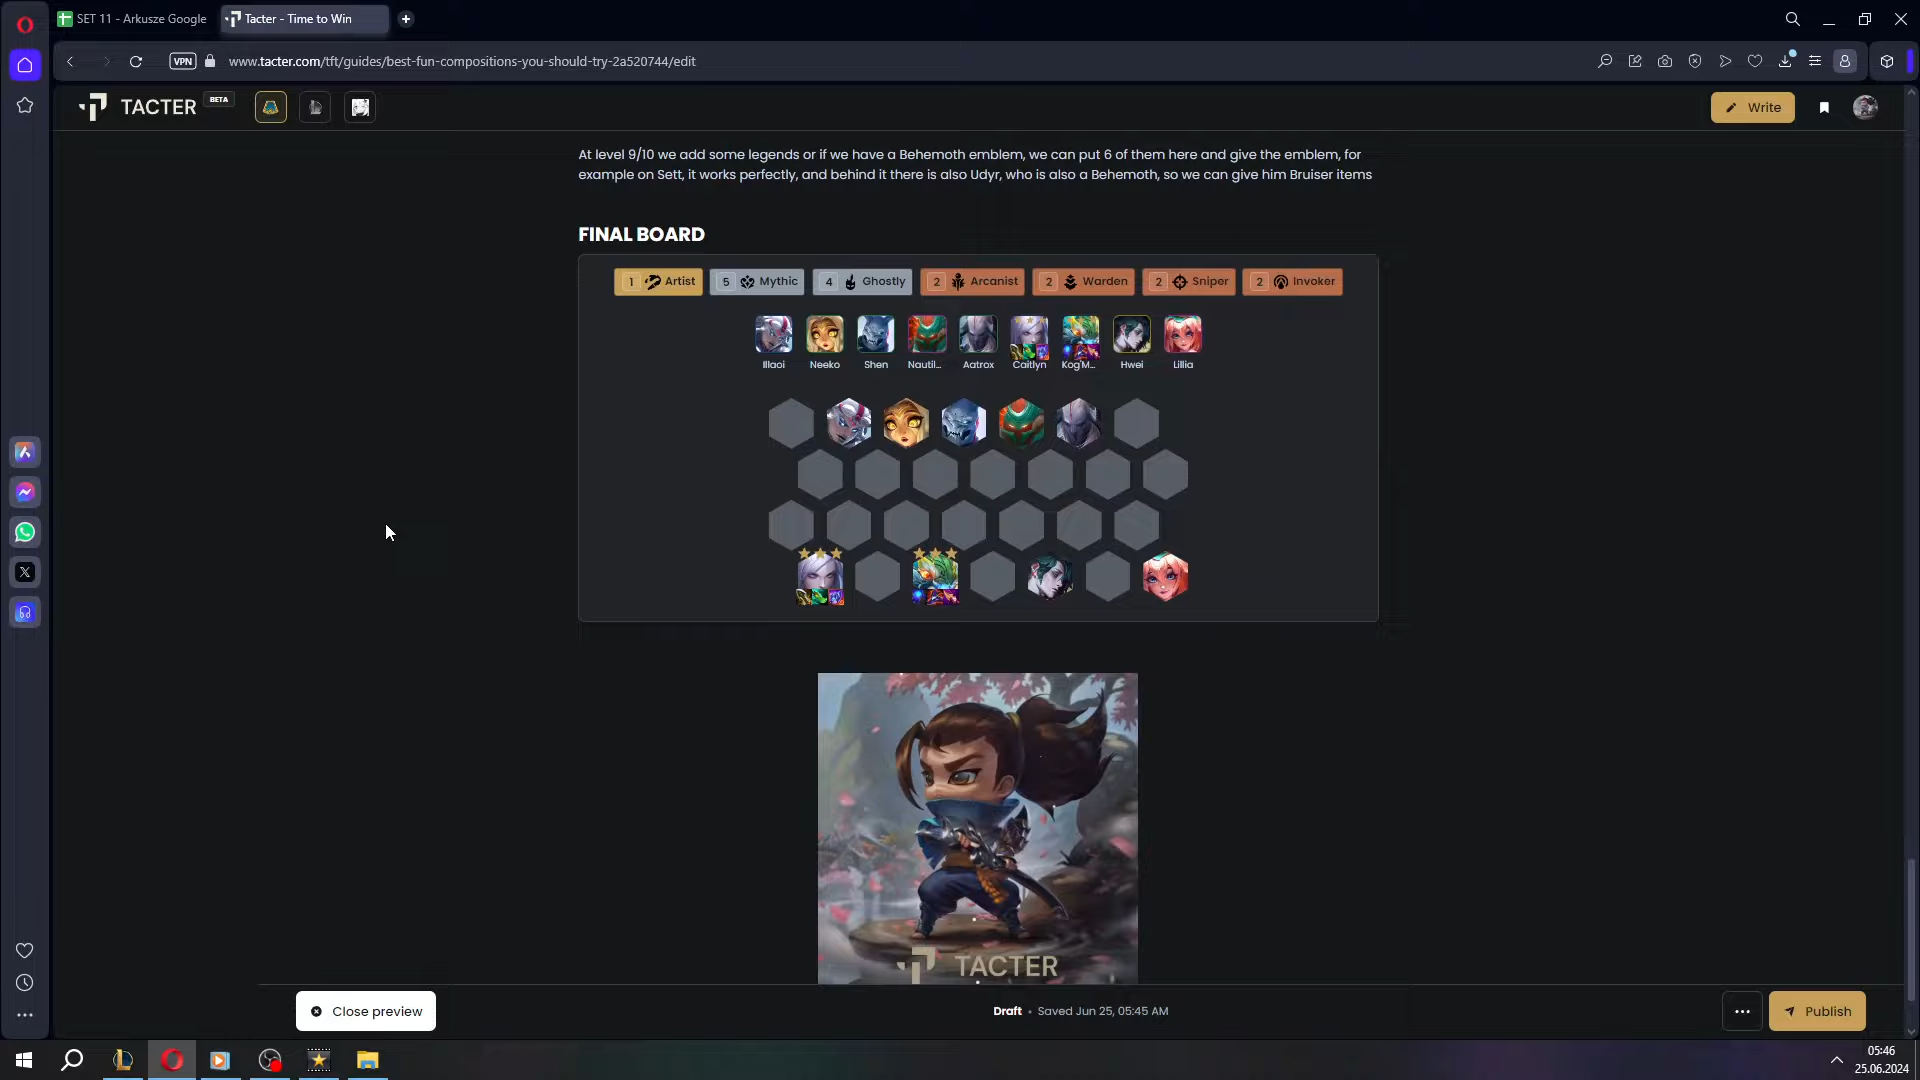 SET 11 - Arkusze Google
Tacter - Time to Win
VPN
www.tacter.com/tft/guides/best-fun-compositions-you-should-try-2a520744/edit
TACTER BETA
Write
At level 9/10 we add some legends or if we have a Behemoth emblem, we can put 6 of them here and give the emblem, for
example on Sett, it works perfectly, and behind it there is also Udyr, who is also a Behemoth, so we can give him Bruiser items
FINAL BOARD
1 Artist 5 Mythic 4 Ghostly 2 Arcanist 2 Warden 2 Sniper 2 Invoker
Illaoi Neeko Shen Nautil... Aatrox Caitlyn Kog'M... Hwei Lillia
TACTER
Close preview
Draft • Saved Jun 25, 05:45 AM
Publish
05:46
25.06.2024